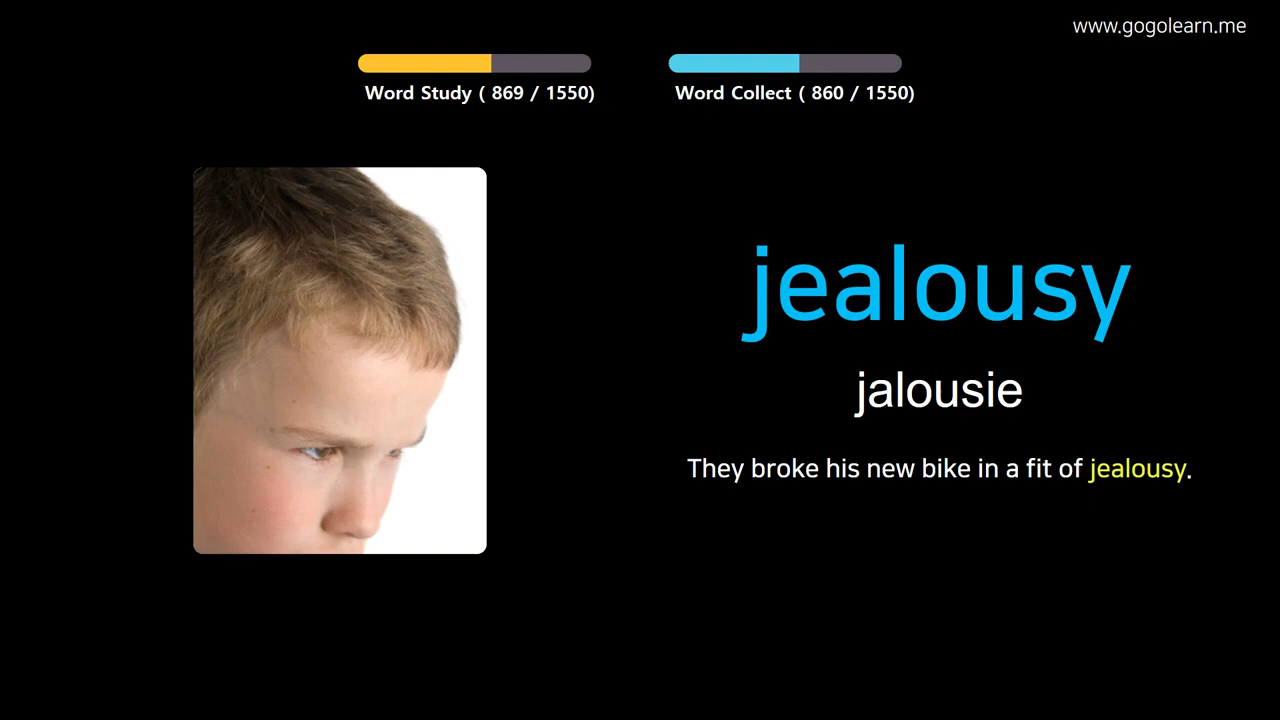 www.gogolearn.me
Word Study ( 869 / 1550)
Word Collect ( 860 / 1550)
jealousy
jalousie
They broke his new bike in a fit of jealousy.